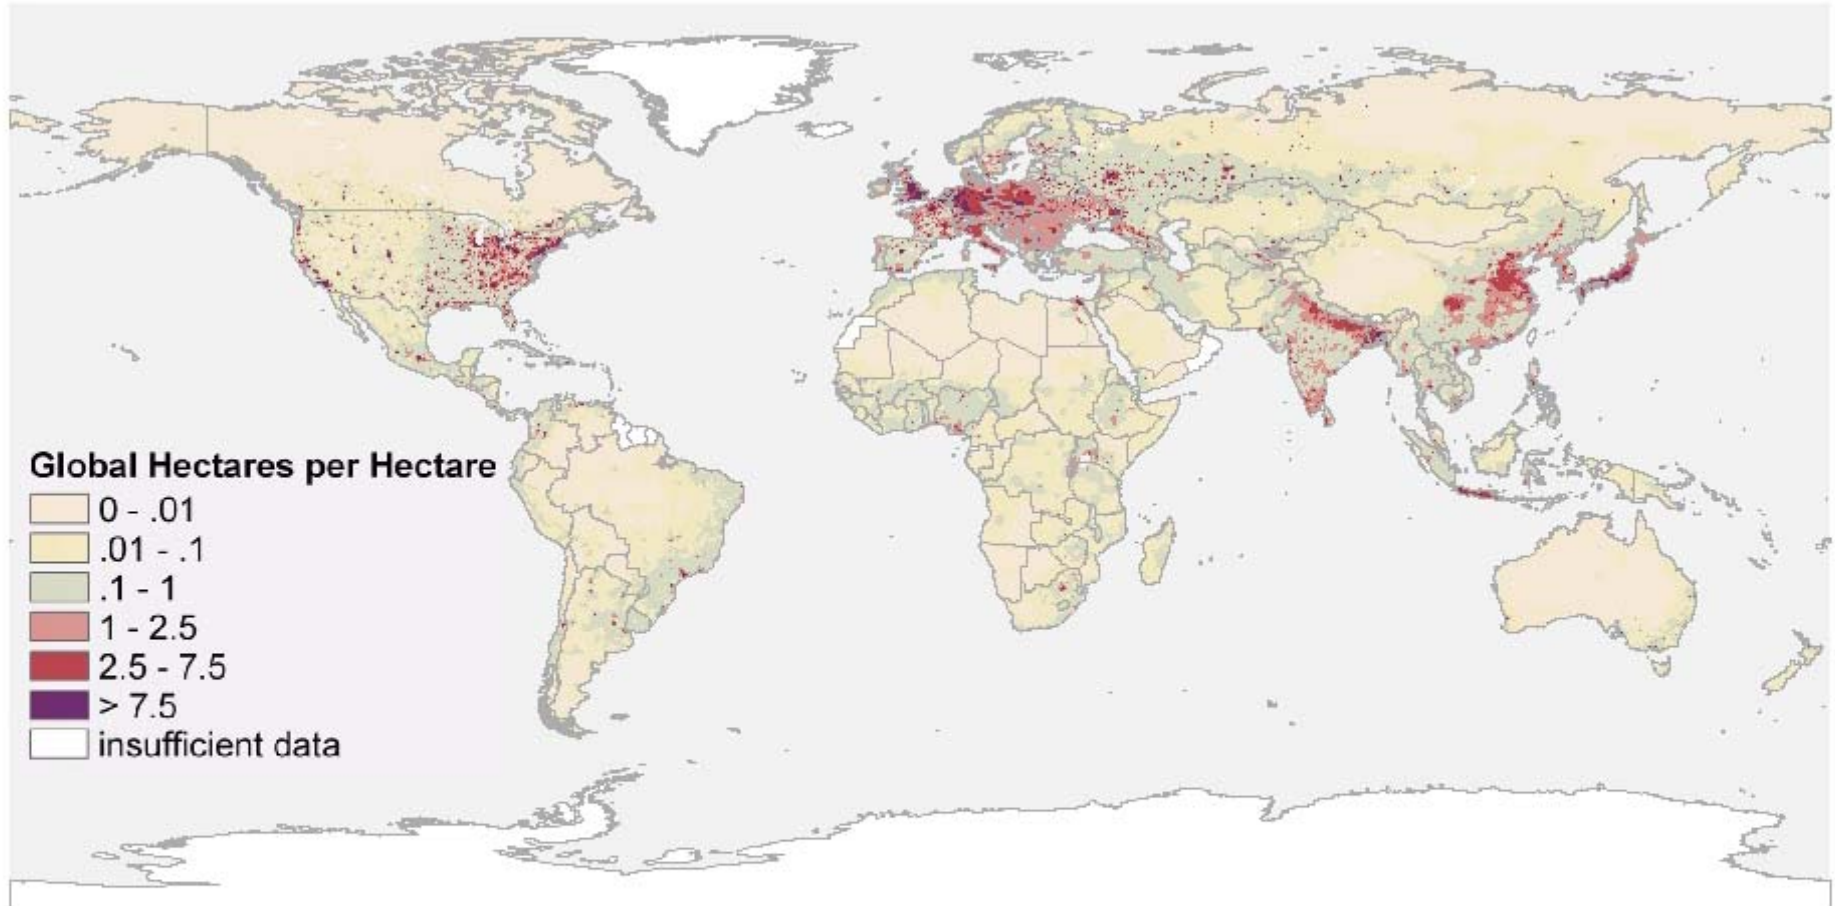 Global Hectares per Hectare
0 - .01
.01 - .1
.1 - 1
1 - 2.5
2.5 - 7.5
> 7.5
insufficient data